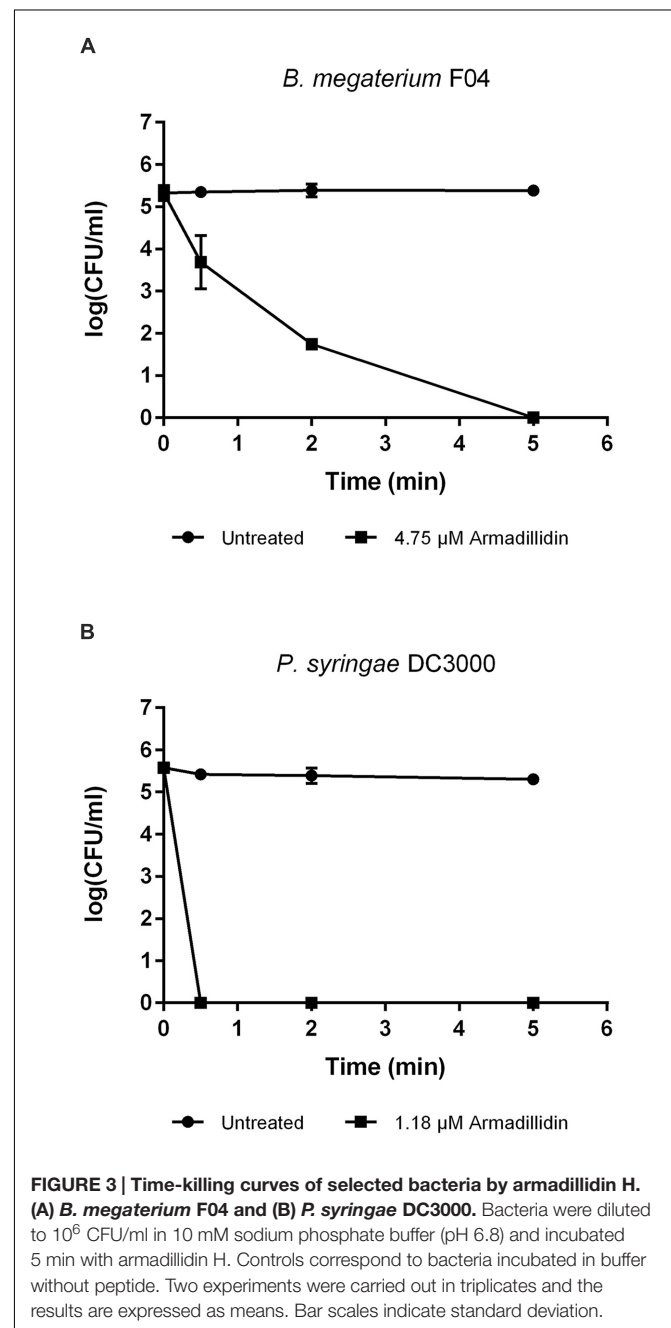 A
B. megaterium F04
7
6
5
4
3
2
1
0
log(CFU/ml)
0 1 2 3 4 5 6
Time (min)
Untreated 4.75 µM Armadillidin
B
P. syringae DC3000
7
6
5
4
3
2
1
0
log(CFU/ml)
0 1 2 3 4 5 6
Time (min)
Untreated 1.18 µM Armadillidin
FIGURE 3 | Time-killing curves of selected bacteria by armadillidin H.
(A) B. megaterium F04 and (B) P. syringae DC3000. Bacteria were diluted
to 10⁶ CFU/ml in 10 mM sodium phosphate buffer (pH 6.8) and incubated
5 min with armadillidin H. Controls correspond to bacteria incubated in buffer
without peptide. Two experiments were carried out in triplicates and the
results are expressed as means. Bar scales indicate standard deviation.